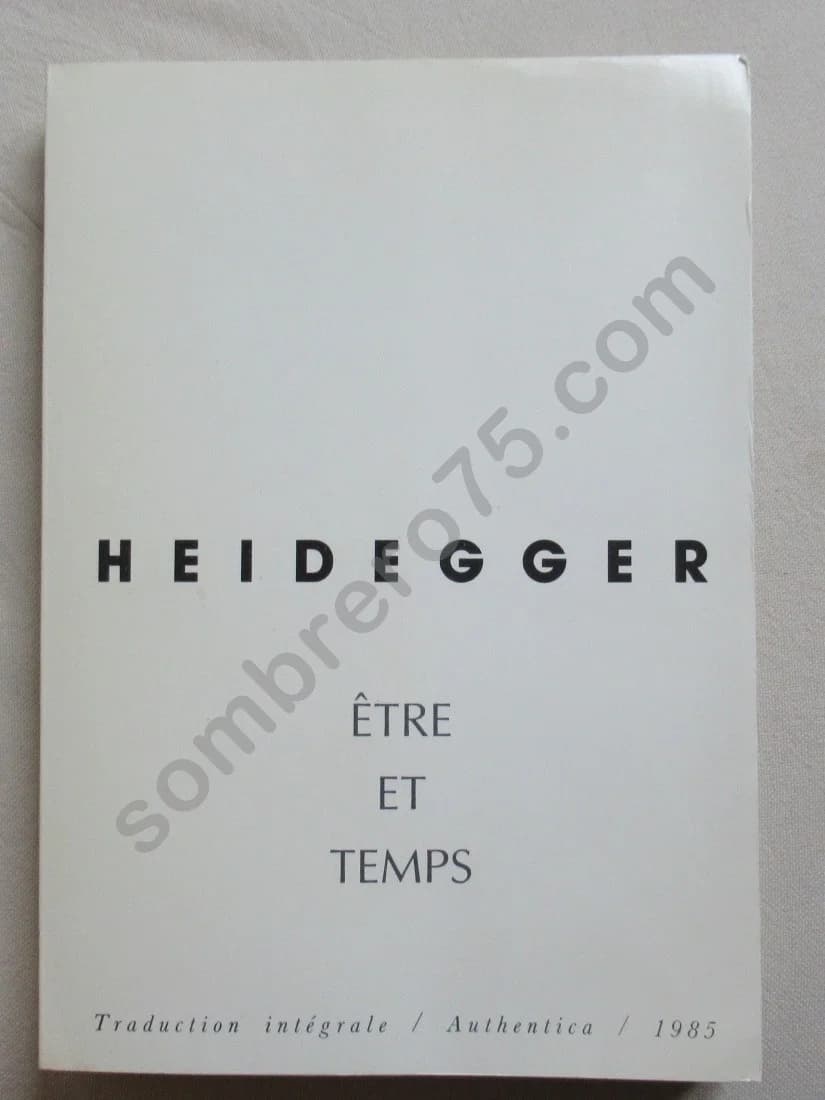 HEIDEGGER
ÊTRE
ET
TEMPS
Traduction intégrale / Authentica / 1985
sombrero75.com